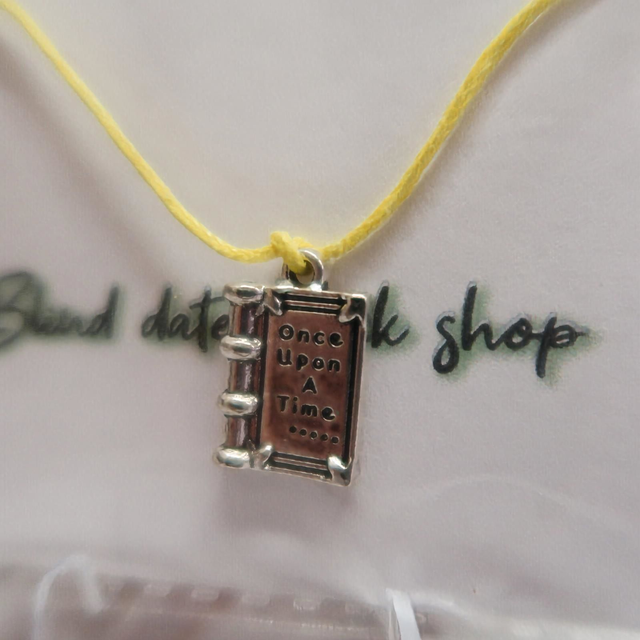 Blind date k shop
Once
Upon
A
Time
.....